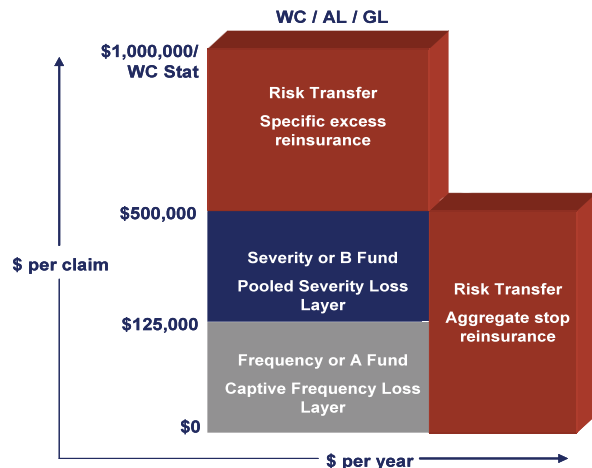 WC / AL / GL
$1,000,000/
WC Stat
Risk Transfer
Specific excess
reinsurance
$500,000
Severity or B Fund
Pooled Severity Loss
Layer
$ per claim
Risk Transfer
Aggregate stop
reinsurance
$125,000
Frequency or A Fund
Captive Frequency Loss
Layer
$0
$ per year